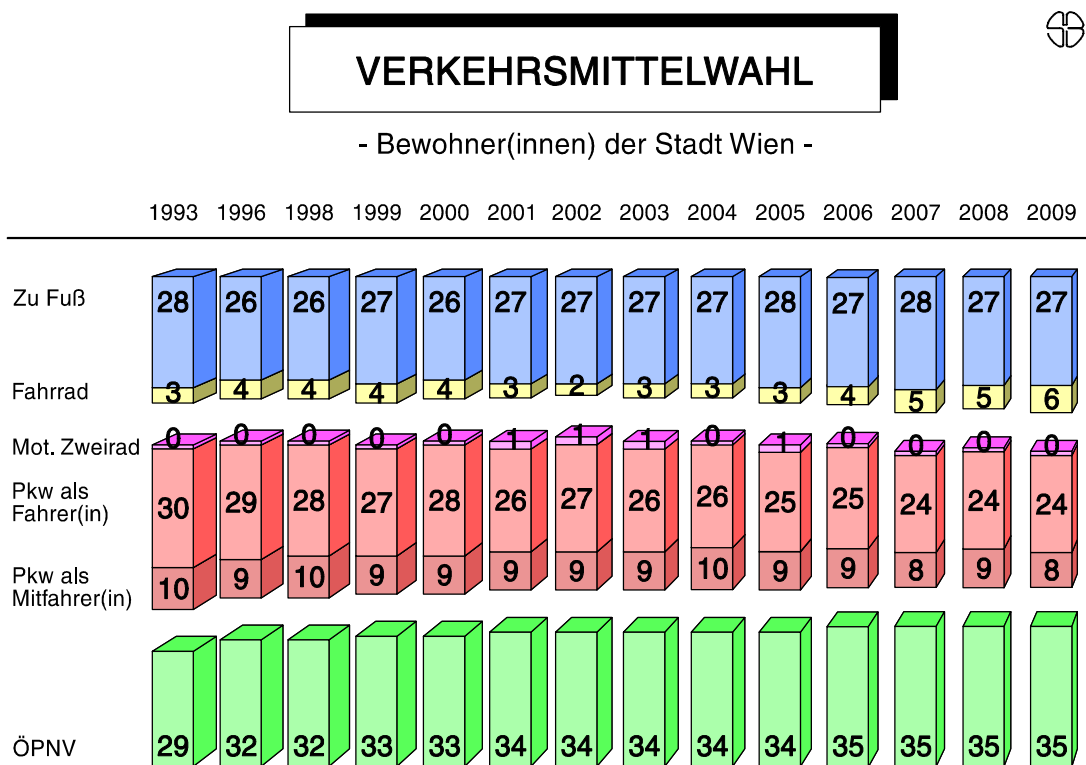 VERKEHRSMITTELWAHL
- Bewohner(innen) der Stadt Wien -
1993 1996 1998 1999 2000 2001 2002 2003 2004 2005 2006 2007 2008 2009
Zu Fuß 28 26 26 27 26 27 27 27 27 28 27 28 27 27
Fahrrad 3 4 4 4 4 3 2 3 3 3 4 5 5 6
Mot. Zweirad 0 0 0 0 0 1 1 1 0 1 0 0 0 0
Pkw als
Fahrer(in) 30 29 28 27 28 26 27 26 26 25 25 24 24 24
Pkw als
Mitfahrer(in) 10 9 10 9 9 9 9 9 10 9 9 8 9 8
ÖPNV 29 32 32 33 33 34 34 34 34 34 35 35 35 35